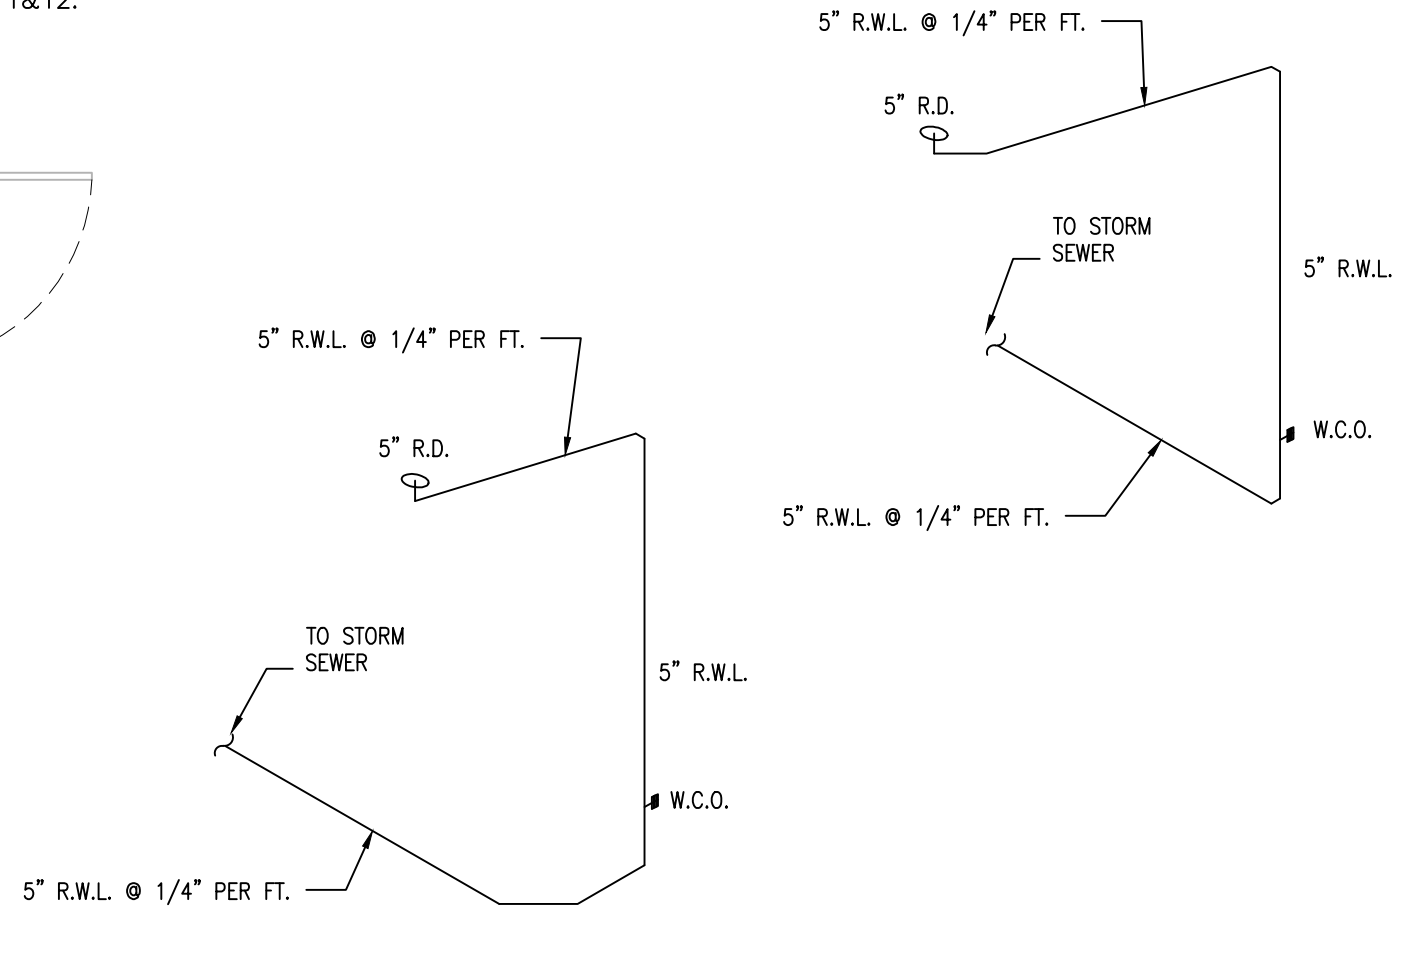 1&12.
5” R.W.L. @ 1/4” PER FT.
5” R.D.
TO STORM
SEWER
5” R.W.L.
W.C.O.
5” R.W.L. @ 1/4” PER FT.
5” R.W.L. @ 1/4” PER FT.
5” R.D.
TO STORM
SEWER
5” R.W.L.
W.C.O.
5” R.W.L. @ 1/4” PER FT.